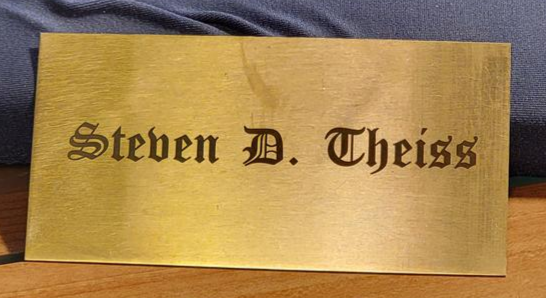 Steven D. Theiss